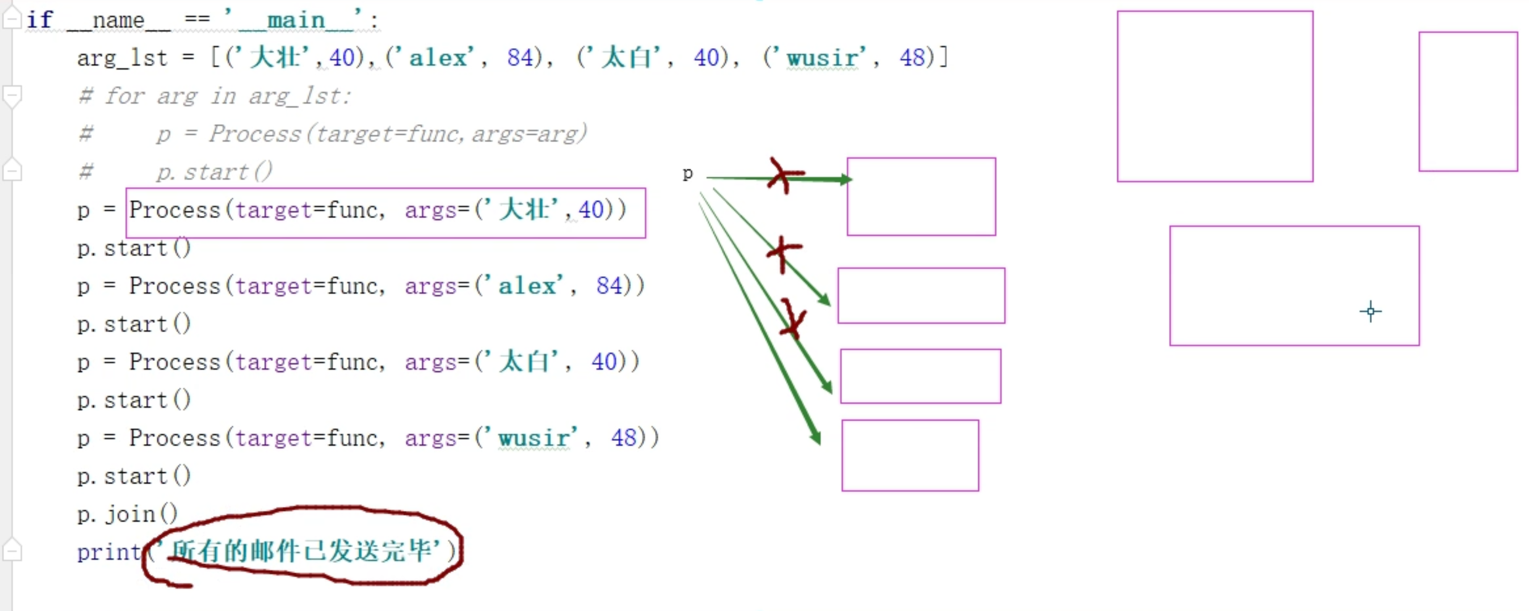 if __name__ == '__main__':
    arg_lst = [('大壮',40),('alex', 84), ('太白', 40), ('wusir', 48)]
    # for arg in arg_lst:
    #     p = Process(target=func,args=arg)
    #     p.start()
    p = Process(target=func, args=('大壮',40))
    p.start()
    p = Process(target=func, args=('alex', 84))
    p.start()
    p = Process(target=func, args=('太白', 40))
    p.start()
    p = Process(target=func, args=('wusir', 48))
    p.start()
    p.join()
    print('所有的邮件已发送完毕')
p